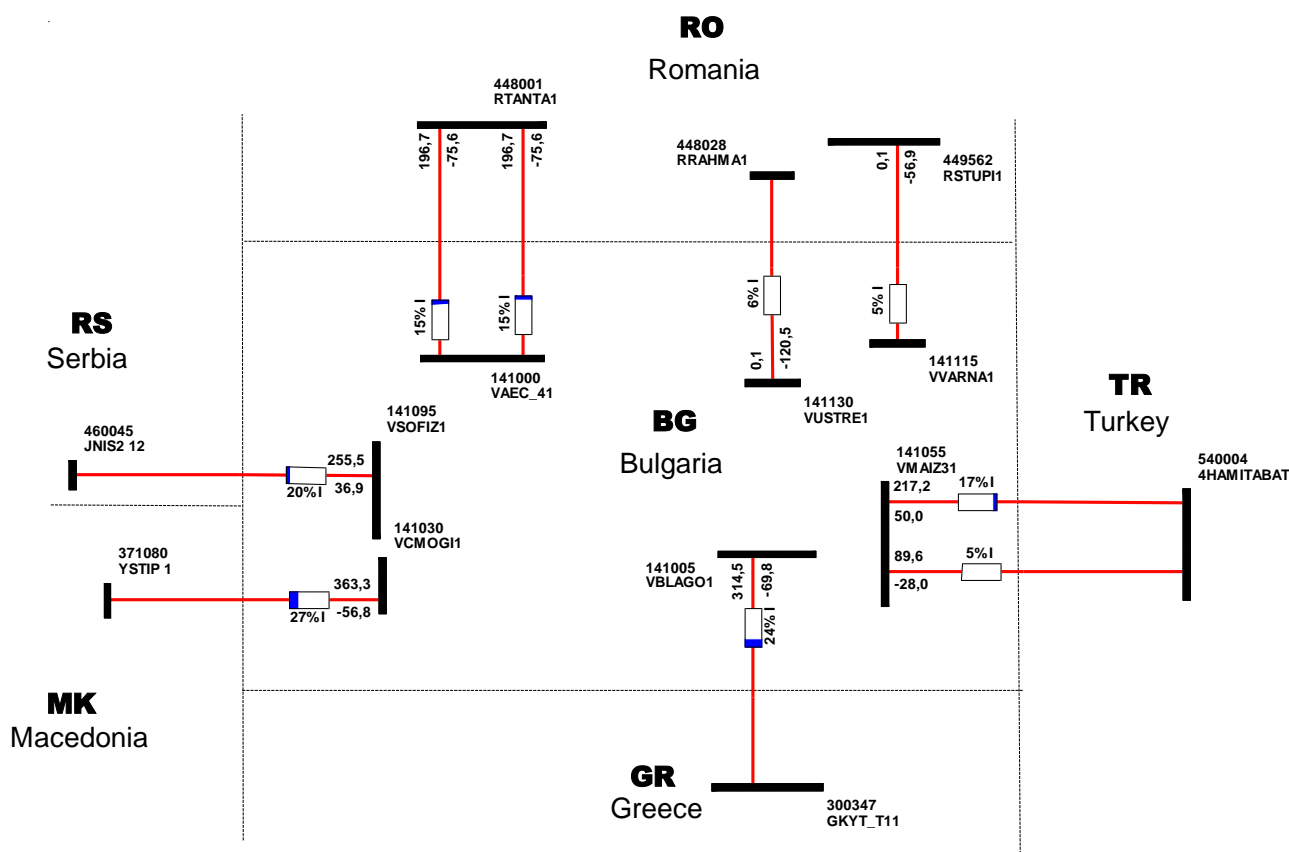 RO
Romania
448001
RTANTA1
196,7
-75,6
196,7
-75,6
448028
RRAHMA1
0,1
-56,9
449562
RSTUPI1
15% I
15% I
6% I
5% I
RS
Serbia
141000
VAEC_41
0,1
-120,5
141115
VVARNA1
141130
VUSTRE1
TR
Turkey
BG
Bulgaria
460045
JNIS2 12
141095
VSOFIZ1
255,5
20% I
36,9
141055
VMAIZ31
217,2
17% I
50,0
540004
4HAMITABAT
89,6
5% I
-28,0
371080
YSTIP 1
141030
VCMOGI1
363,3
27% I
-56,8
141005
VBLAGO1
314,5
-69,8
24% I
MK
Macedonia
GR
Greece
300347
GKYT_T11